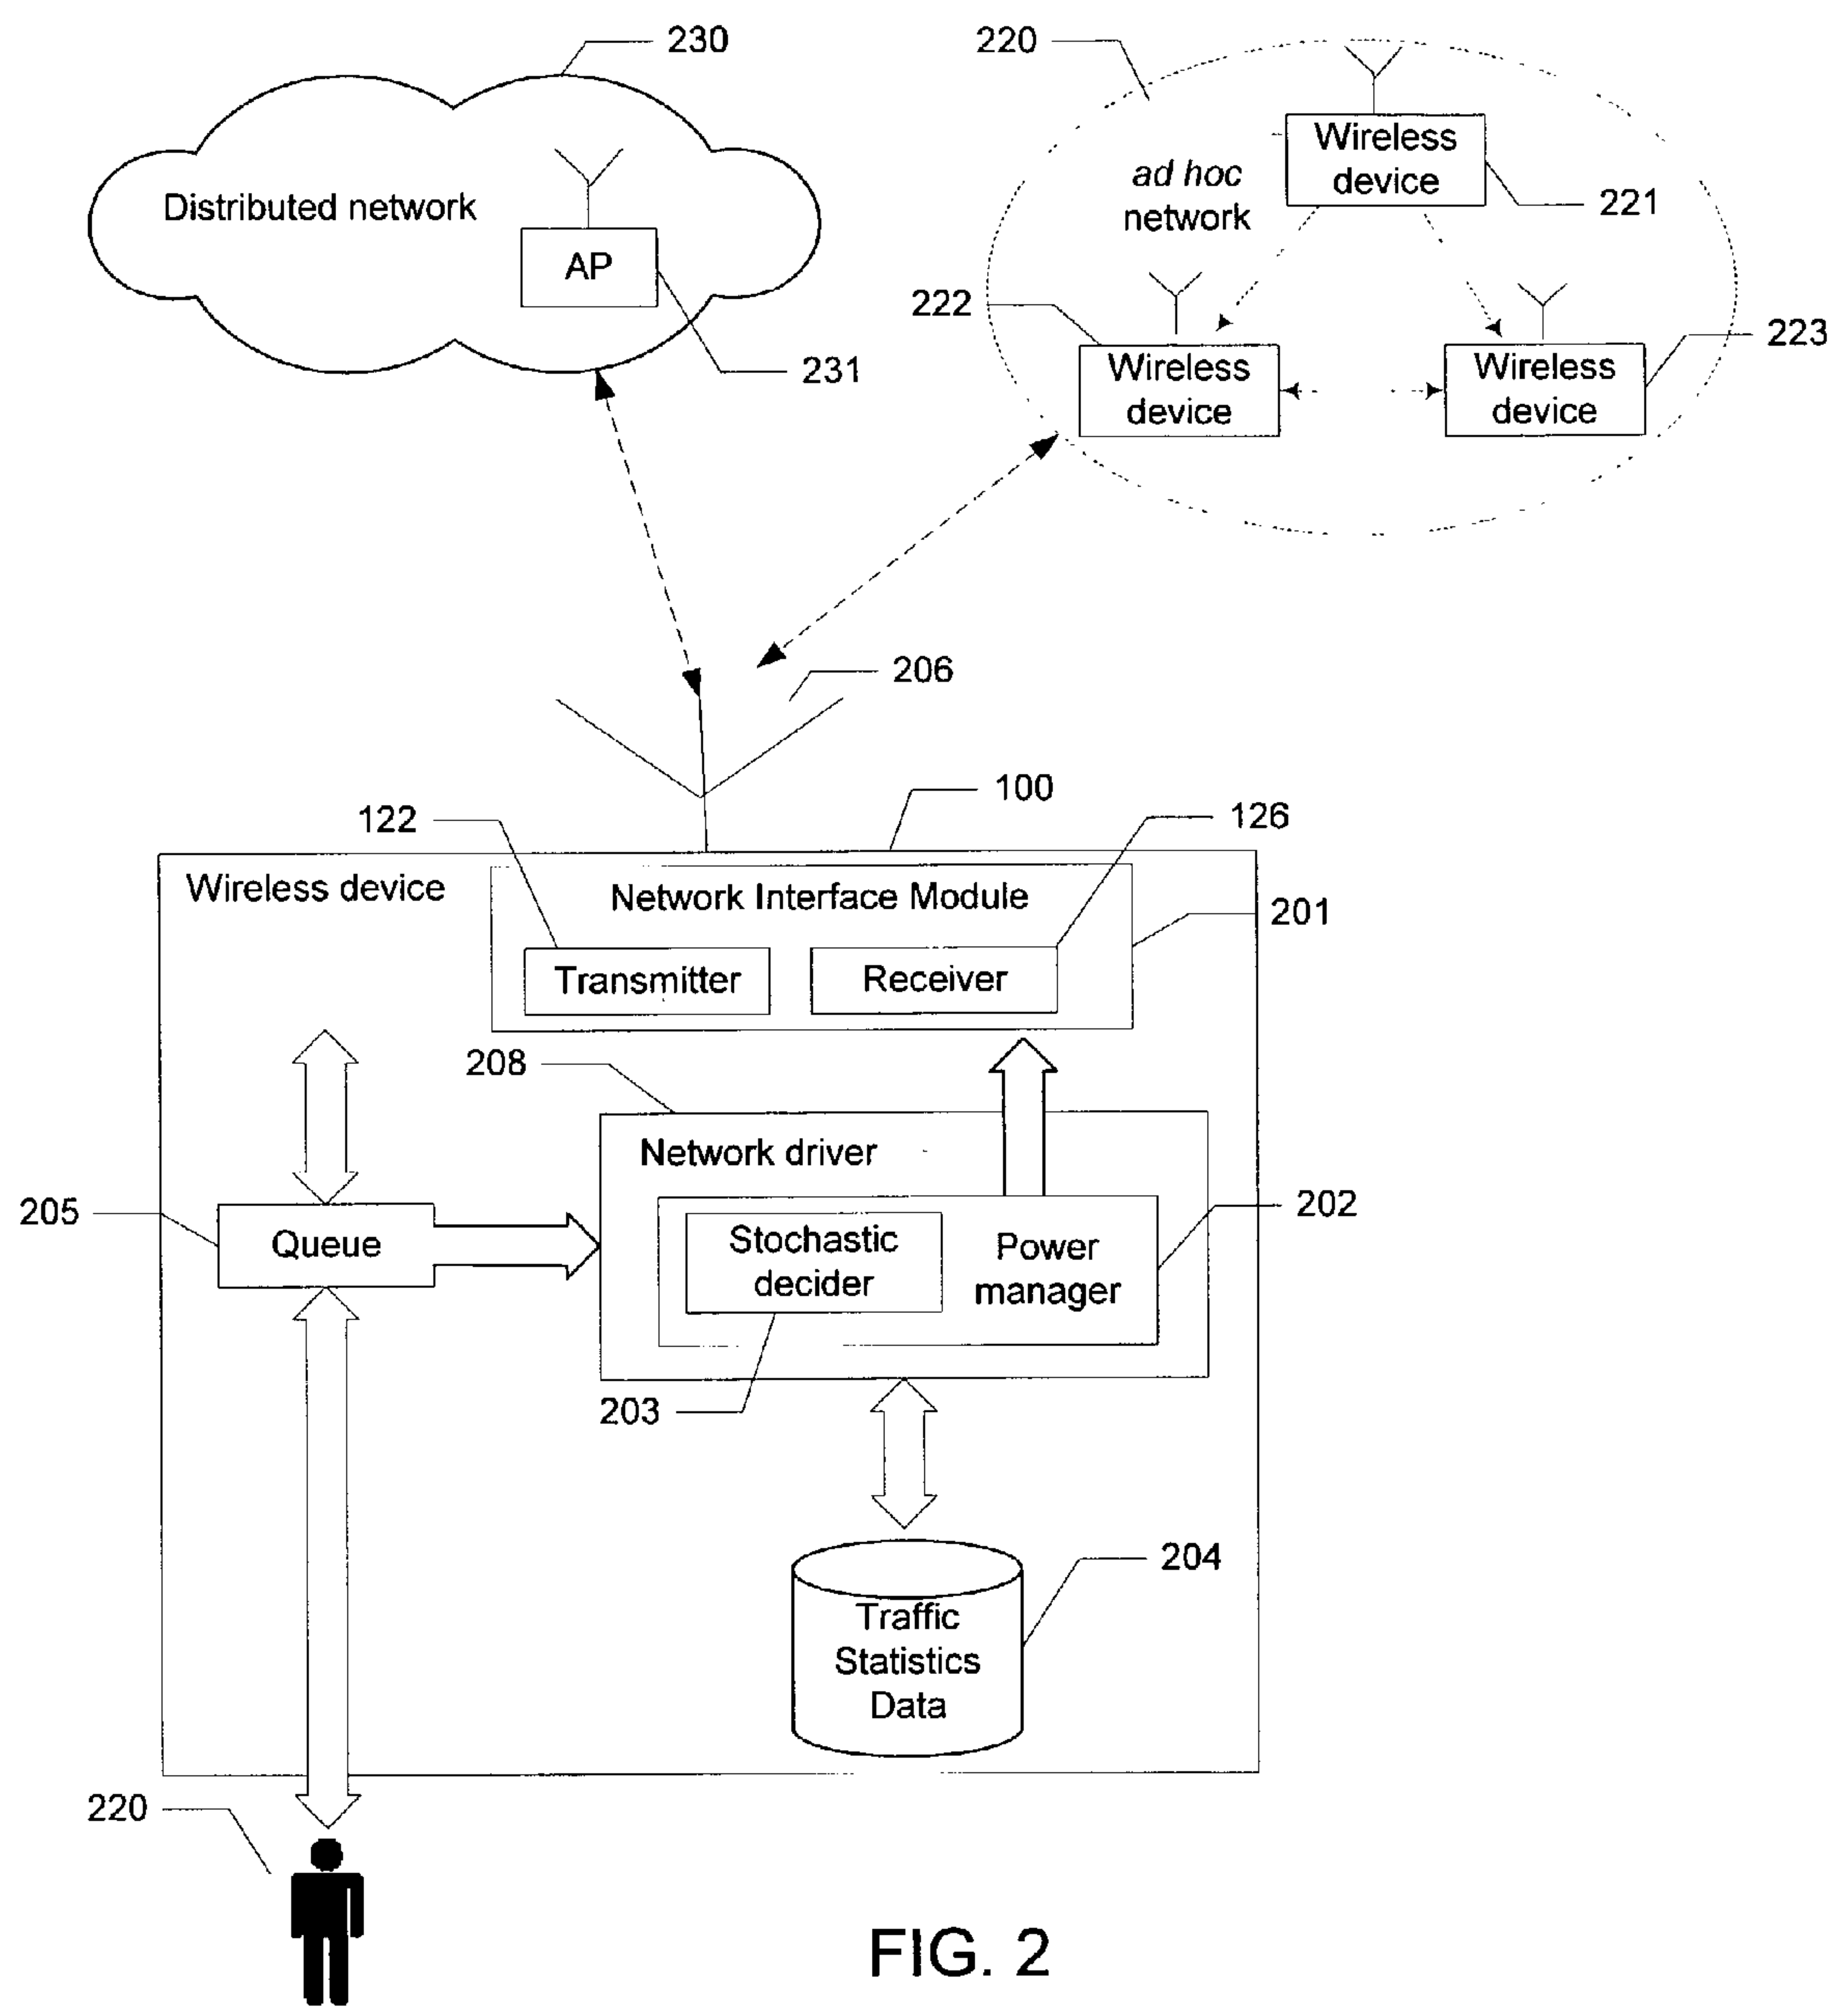 230
220
Wireless
device
ad hoc
network
221
Distributed network
AP
222
223
Wireless
device
Wireless
device
231
206
100
122
126
Wireless device
Network Interface Module
201
Transmitter
Receiver
208
Network driver
205
202
Queue
Stochastic
decider
Power
manager
203
204
Traffic
Statistics
Data
220
FIG. 2